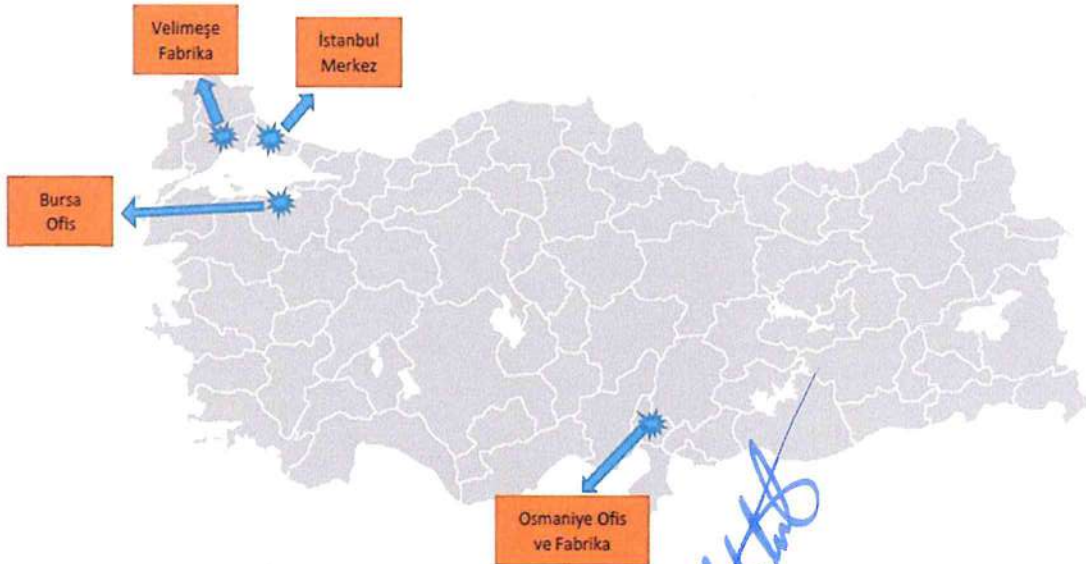 Velimeşe
Fabrika
İstanbul
Merkez
Bursa
Ofis
Osmaniye Ofis
ve Fabrika